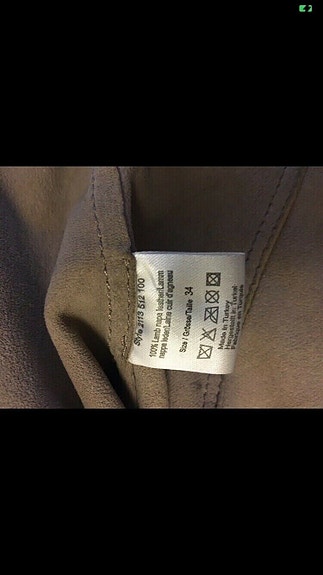 Style 2113 512 100
100% Lamb nappa leather/Lamm
nappa leder/Laine cuir d'agneau
Size / Grösse/Taille 34
Made in Turkey
Hergestellt in Türkei
Fabriqué en Turquie